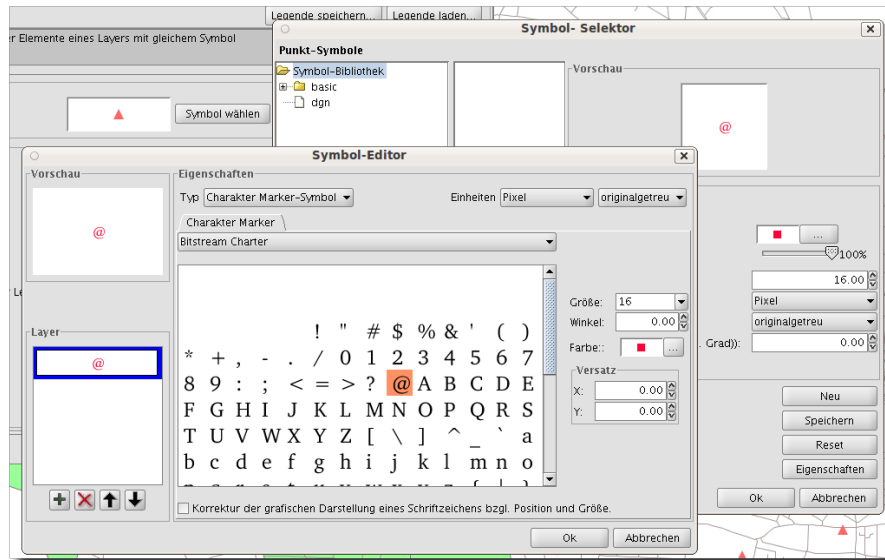 Legende speichern...
Legende laden...
r Elemente eines Layers mit gleichem Symbol
Symbol wählen
Symbol- Selektor
Punkt-Symbole
Symbol-Bibliothek
basic
dgn
Vorschau
@
100%
16.00
Pixel
originalgetreu
. Grad)):
0.00
Neu
Speichern
Reset
Eigenschaften
Ok
Abbrechen
Symbol-Editor
Vorschau
@
Layer
@
Eigenschaften
Typ
Charakter Marker-Symbol
Einheiten
Pixel
originalgetreu
Charakter Marker
Bitstream Charter
! " # $ % & ' ( )
* + , - . / 0 1 2 3 4 5 6 7
8 9 : ; < = > ? @ A B C D E
F G H I J K L M N O P Q R S
T U V W X Y Z [ \ ] ^ _ ` a
b c d e f g h i j k l m n o
Größe:
16
Winkel:
0.00
Farbe::
...
Versatz
X:
0.00
Y:
0.00
Korrektur der grafischen Darstellung eines Schriftzeichens bzgl. Position und Größe.
Ok
Abbrechen